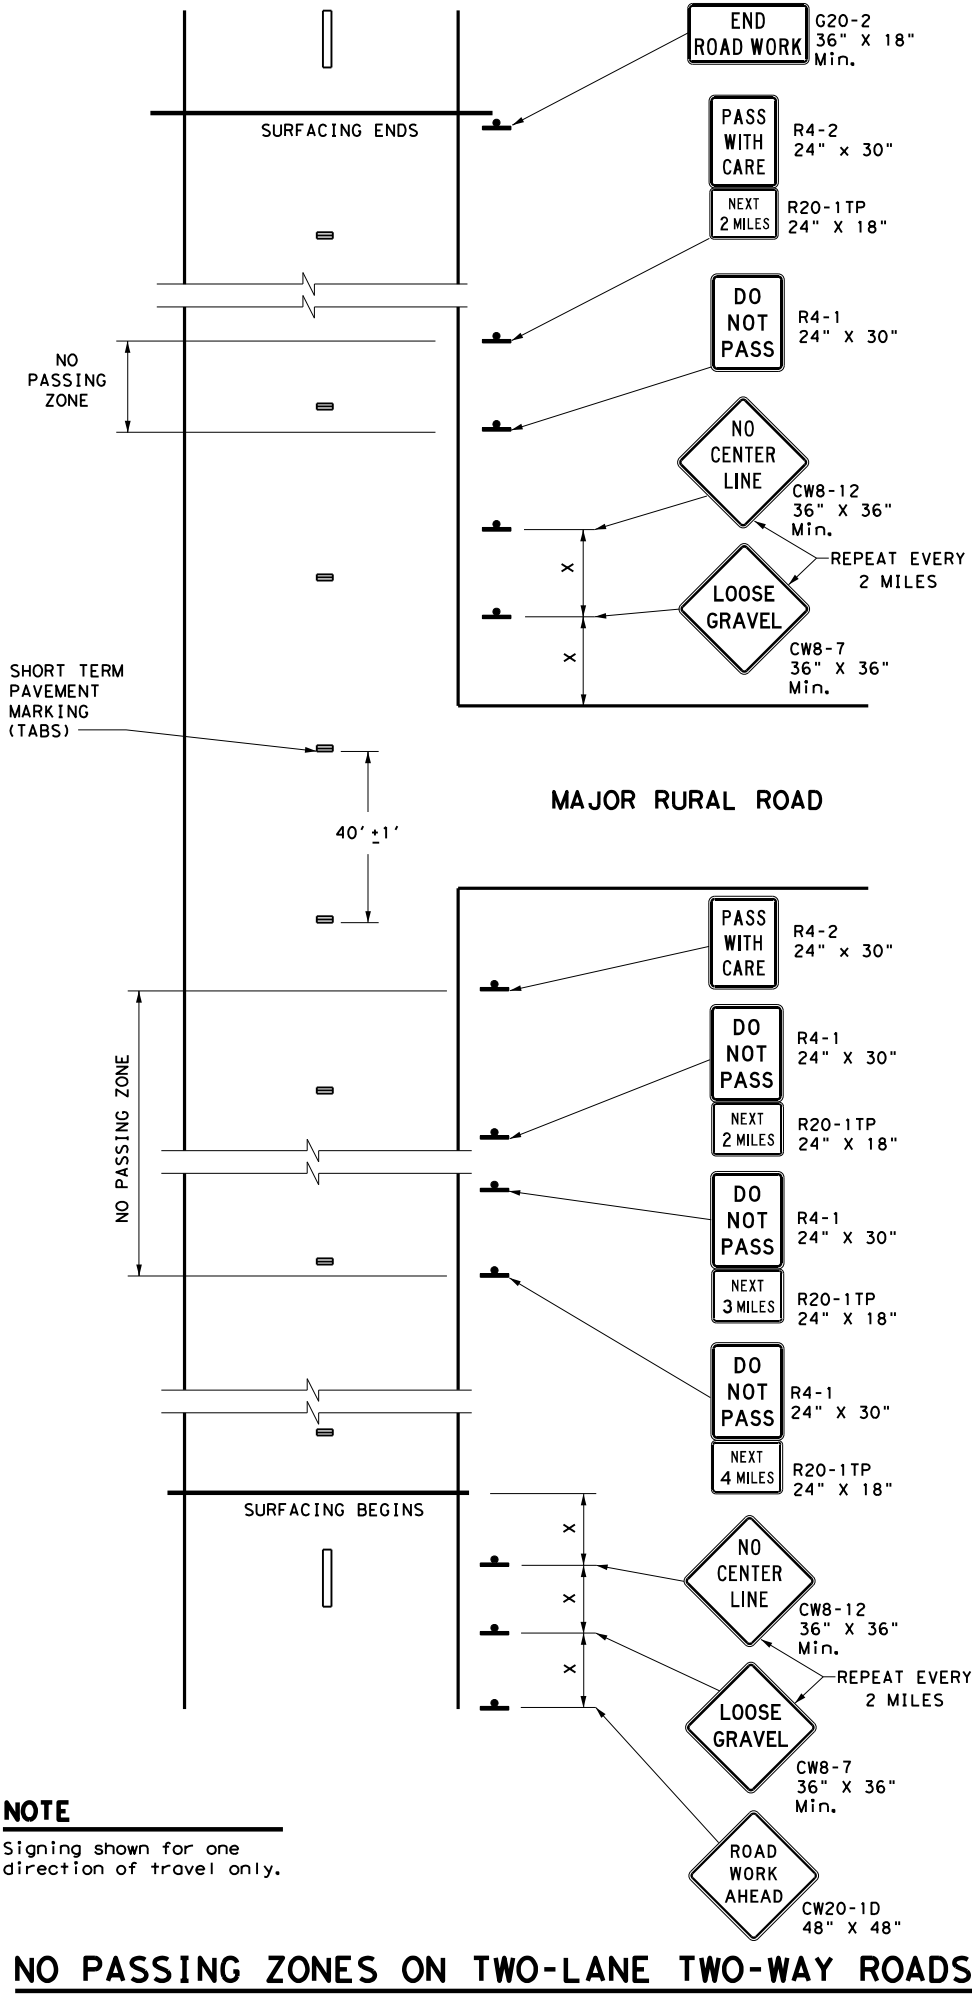 END
ROAD WORK
G20-2
36" X 18"
Min.
SURFACING ENDS
PASS
WITH
CARE
R4-2
24" x 30"
NEXT
2 MILES
R20-1TP
24" X 18"
DO
NOT
PASS
R4-1
24" X 30"
NO
PASSING
ZONE
NO
CENTER
LINE
CW8-12
36" X 36"
Min.
X
REPEAT EVERY
2 MILES
LOOSE
GRAVEL
CW8-7
36" X 36"
Min.
X
SHORT TERM
PAVEMENT
MARKING
(TABS)
MAJOR RURAL ROAD
40' ±1'
PASS
WITH
CARE
R4-2
24" x 30"
NO PASSING ZONE
DO
NOT
PASS
R4-1
24" X 30"
NEXT
2 MILES
R20-1TP
24" X 18"
DO
NOT
PASS
R4-1
24" X 30"
NEXT
3 MILES
R20-1TP
24" X 18"
DO
NOT
PASS
R4-1
24" X 30"
NEXT
4 MILES
R20-1TP
24" X 18"
SURFACING BEGINS
X
NO
CENTER
LINE
CW8-12
36" X 36"
Min.
X
REPEAT EVERY
2 MILES
X
LOOSE
GRAVEL
CW8-7
36" X 36"
Min.
NOTE
Signing shown for one
direction of travel only.
ROAD
WORK
AHEAD
CW20-1D
48" X 48"
NO PASSING ZONES ON TWO-LANE TWO-WAY ROADS